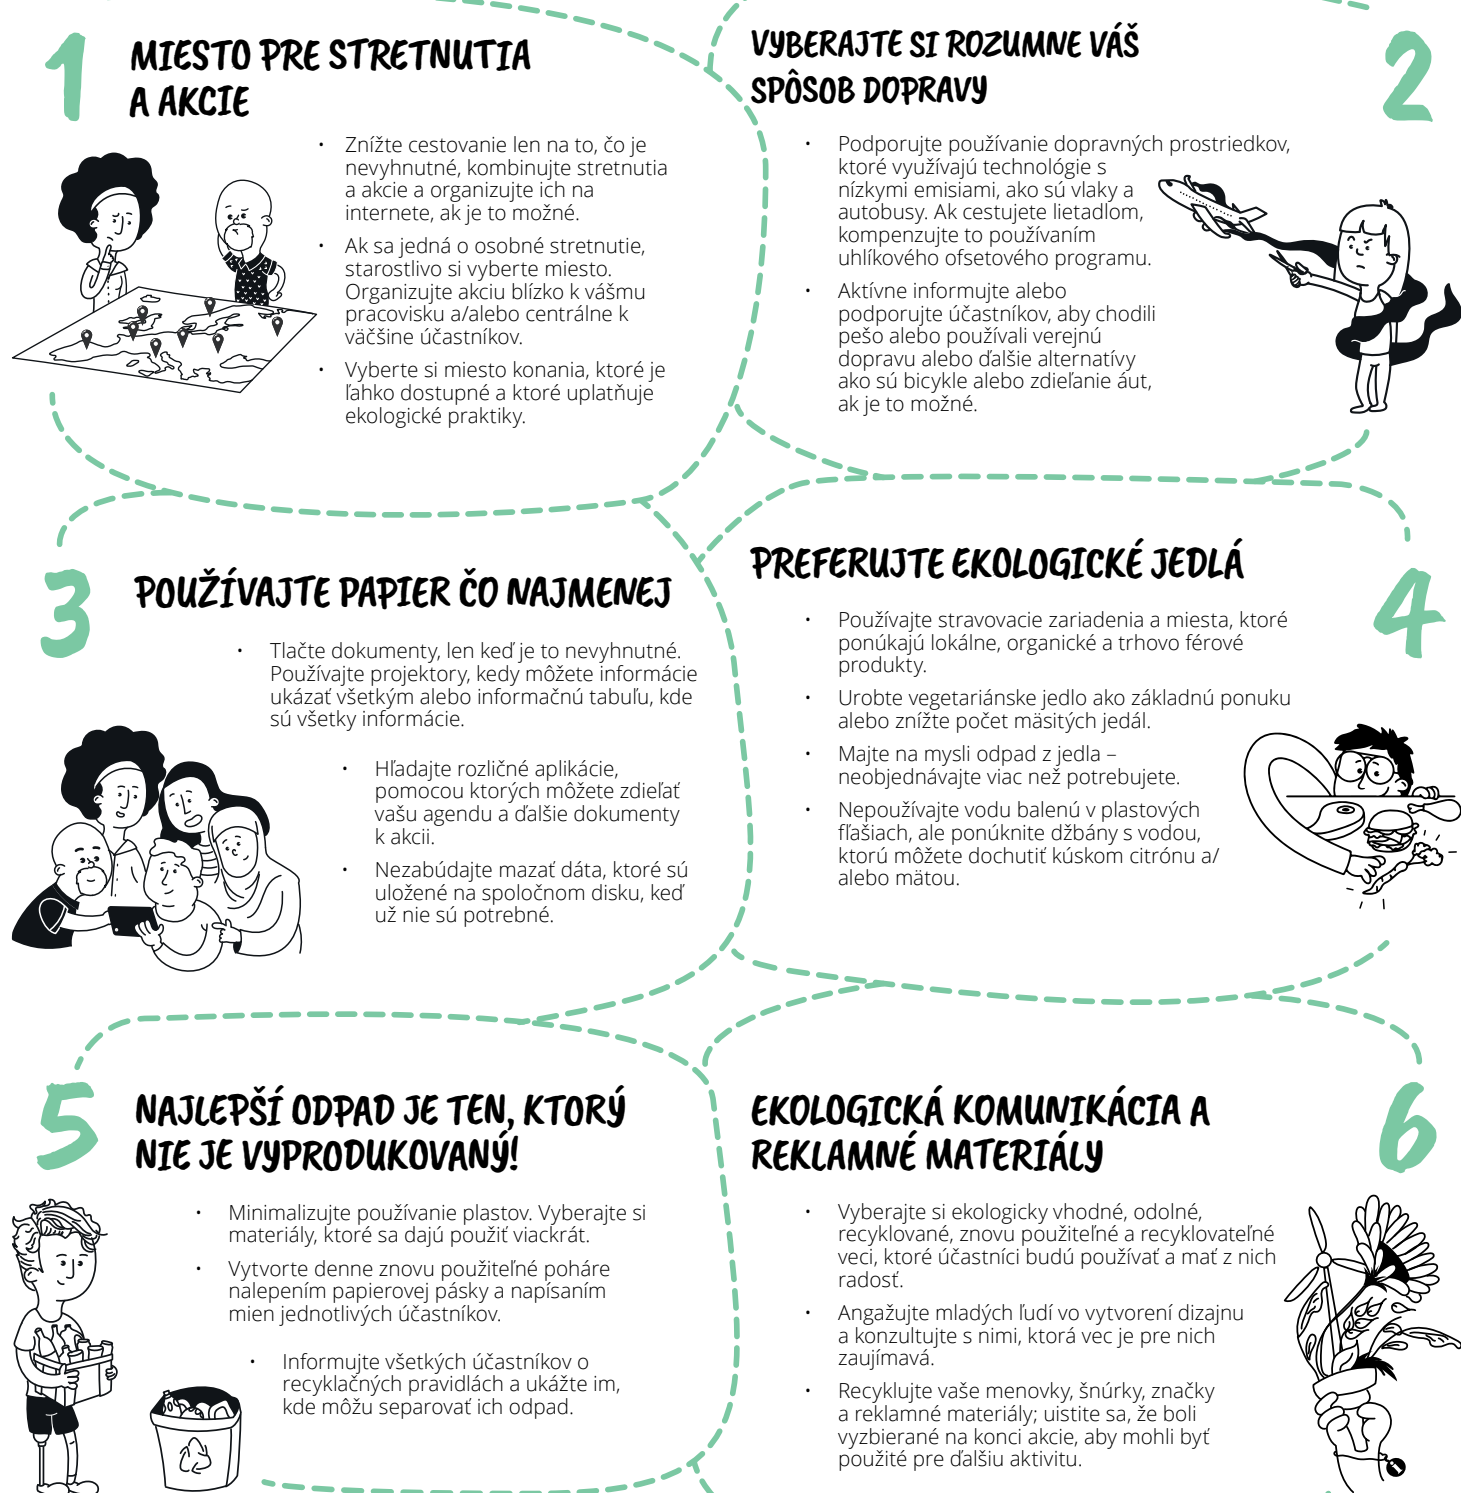 1
MIESTO PRE STRETNUTIA
A AKCIE
• Znížte cestovanie len na to, čo je
nevyhnutné, kombinujte stretnutia
a akcie a organizujte ich na
internete, ak je to možné.
• Ak sa jedná o osobné stretnutie,
starostlivo si vyberte miesto.
Organizujte akciu blízko k vášmu
pracovisku a/alebo centrálne k
väčšine účastníkov.
• Vyberte si miesto konania, ktoré je
ľahko dostupné a ktoré uplatňuje
ekologické praktiky.
2
VYBERAJTE SI ROZUMNE VÁŠ
SPÔSOB DOPRAVY
• Podporujte používanie dopravných prostriedkov,
ktoré využívajú technológie s
nízkymi emisiami, ako sú vlaky a
autobusy. Ak cestujete lietadlom,
kompenzujte to používaním
uhlíkového ofsetového programu.
• Aktívne informujte alebo
podporujte účastníkov, aby chodili
pešo alebo používali verejnú
dopravu alebo ďalšie alternatívy
ako sú bicykle alebo zdieľanie áut,
ak je to možné.
3
POUŽÍVAJTE PAPIER ČO NAJMENEJ
• Tlačte dokumenty, len keď je to nevyhnutné.
Používajte projektory, kedy môžete informácie
ukázať všetkým alebo informačnú tabuľu, kde
sú všetky informácie.
• Hľadajte rozličné aplikácie,
pomocou ktorých môžete zdieľať
vašu agendu a ďalšie dokumenty
k akcii.
• Nezabúdajte mazať dáta, ktoré sú
uložené na spoločnom disku, keď
už nie sú potrebné.
4
PREFERUJTE EKOLOGICKÉ JEDLÁ
• Používajte stravovacie zariadenia a miesta, ktoré
ponúkajú lokálne, organické a trhovo férové
produkty.
• Urobte vegetariánske jedlo ako základnú ponuku
alebo znížte počet mäsitých jedál.
• Majte na mysli odpad z jedla –
neobjednávajte viac než potrebujete.
• Nepoužívajte vodu balenú v plastových
fľašiach, ale ponúknite džbány s vodou,
ktorú môžete dochutiť kúskom citrónu a/
alebo mätou.
5
NAJLEPŠÍ ODPAD JE TEN, KTORÝ
NIE JE VYPRODUKOVANÝ!
• Minimalizujte používanie plastov. Vyberajte si
materiály, ktoré sa dajú použiť viackrát.
• Vytvorte denne znovu použiteľné poháre
nalepením papierovej pásky a napísaním
mien jednotlivých účastníkov.
• Informujte všetkých účastníkov o
recyklačných pravidlách a ukážte im,
kde môžu separovať ich odpad.
6
EKOLOGICKÁ KOMUNIKÁCIA A
REKLAMNÉ MATERIÁLY
• Vyberajte si ekologicky vhodné, odolné,
recyklované, znovu použiteľné a recyklovateľné
veci, ktoré účastníci budú používať a mať z nich
radosť.
• Angažujte mladých ľudí vo vytvorení dizajnu
a konzultujte s nimi, ktorá vec je pre nich
zaujímavá.
• Recyklujte vaše menovky, šnúrky, značky
a reklamné materiály; uistite sa, že boli
vyzbierané na konci akcie, aby mohli byť
použité pre ďalšiu aktivitu.